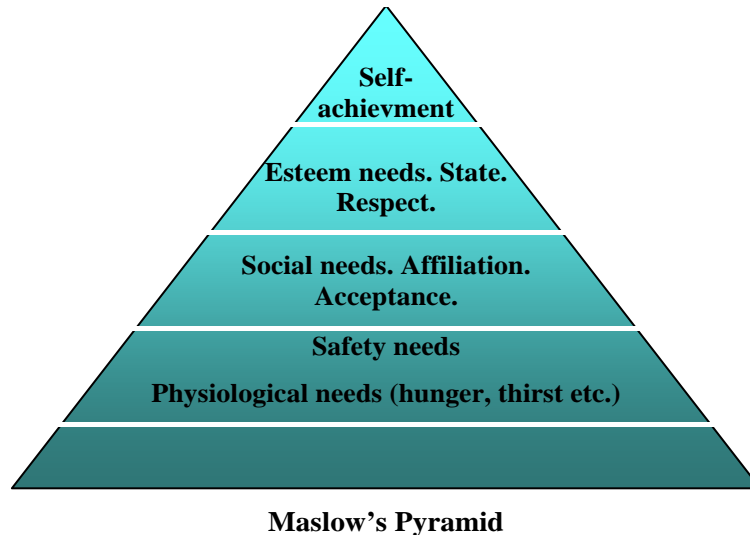 Self-
achievment
Esteem needs. State.
Respect.
Social needs. Affiliation.
Acceptance.
Safety needs
Physiological needs (hunger, thirst etc.)
Maslow’s Pyramid